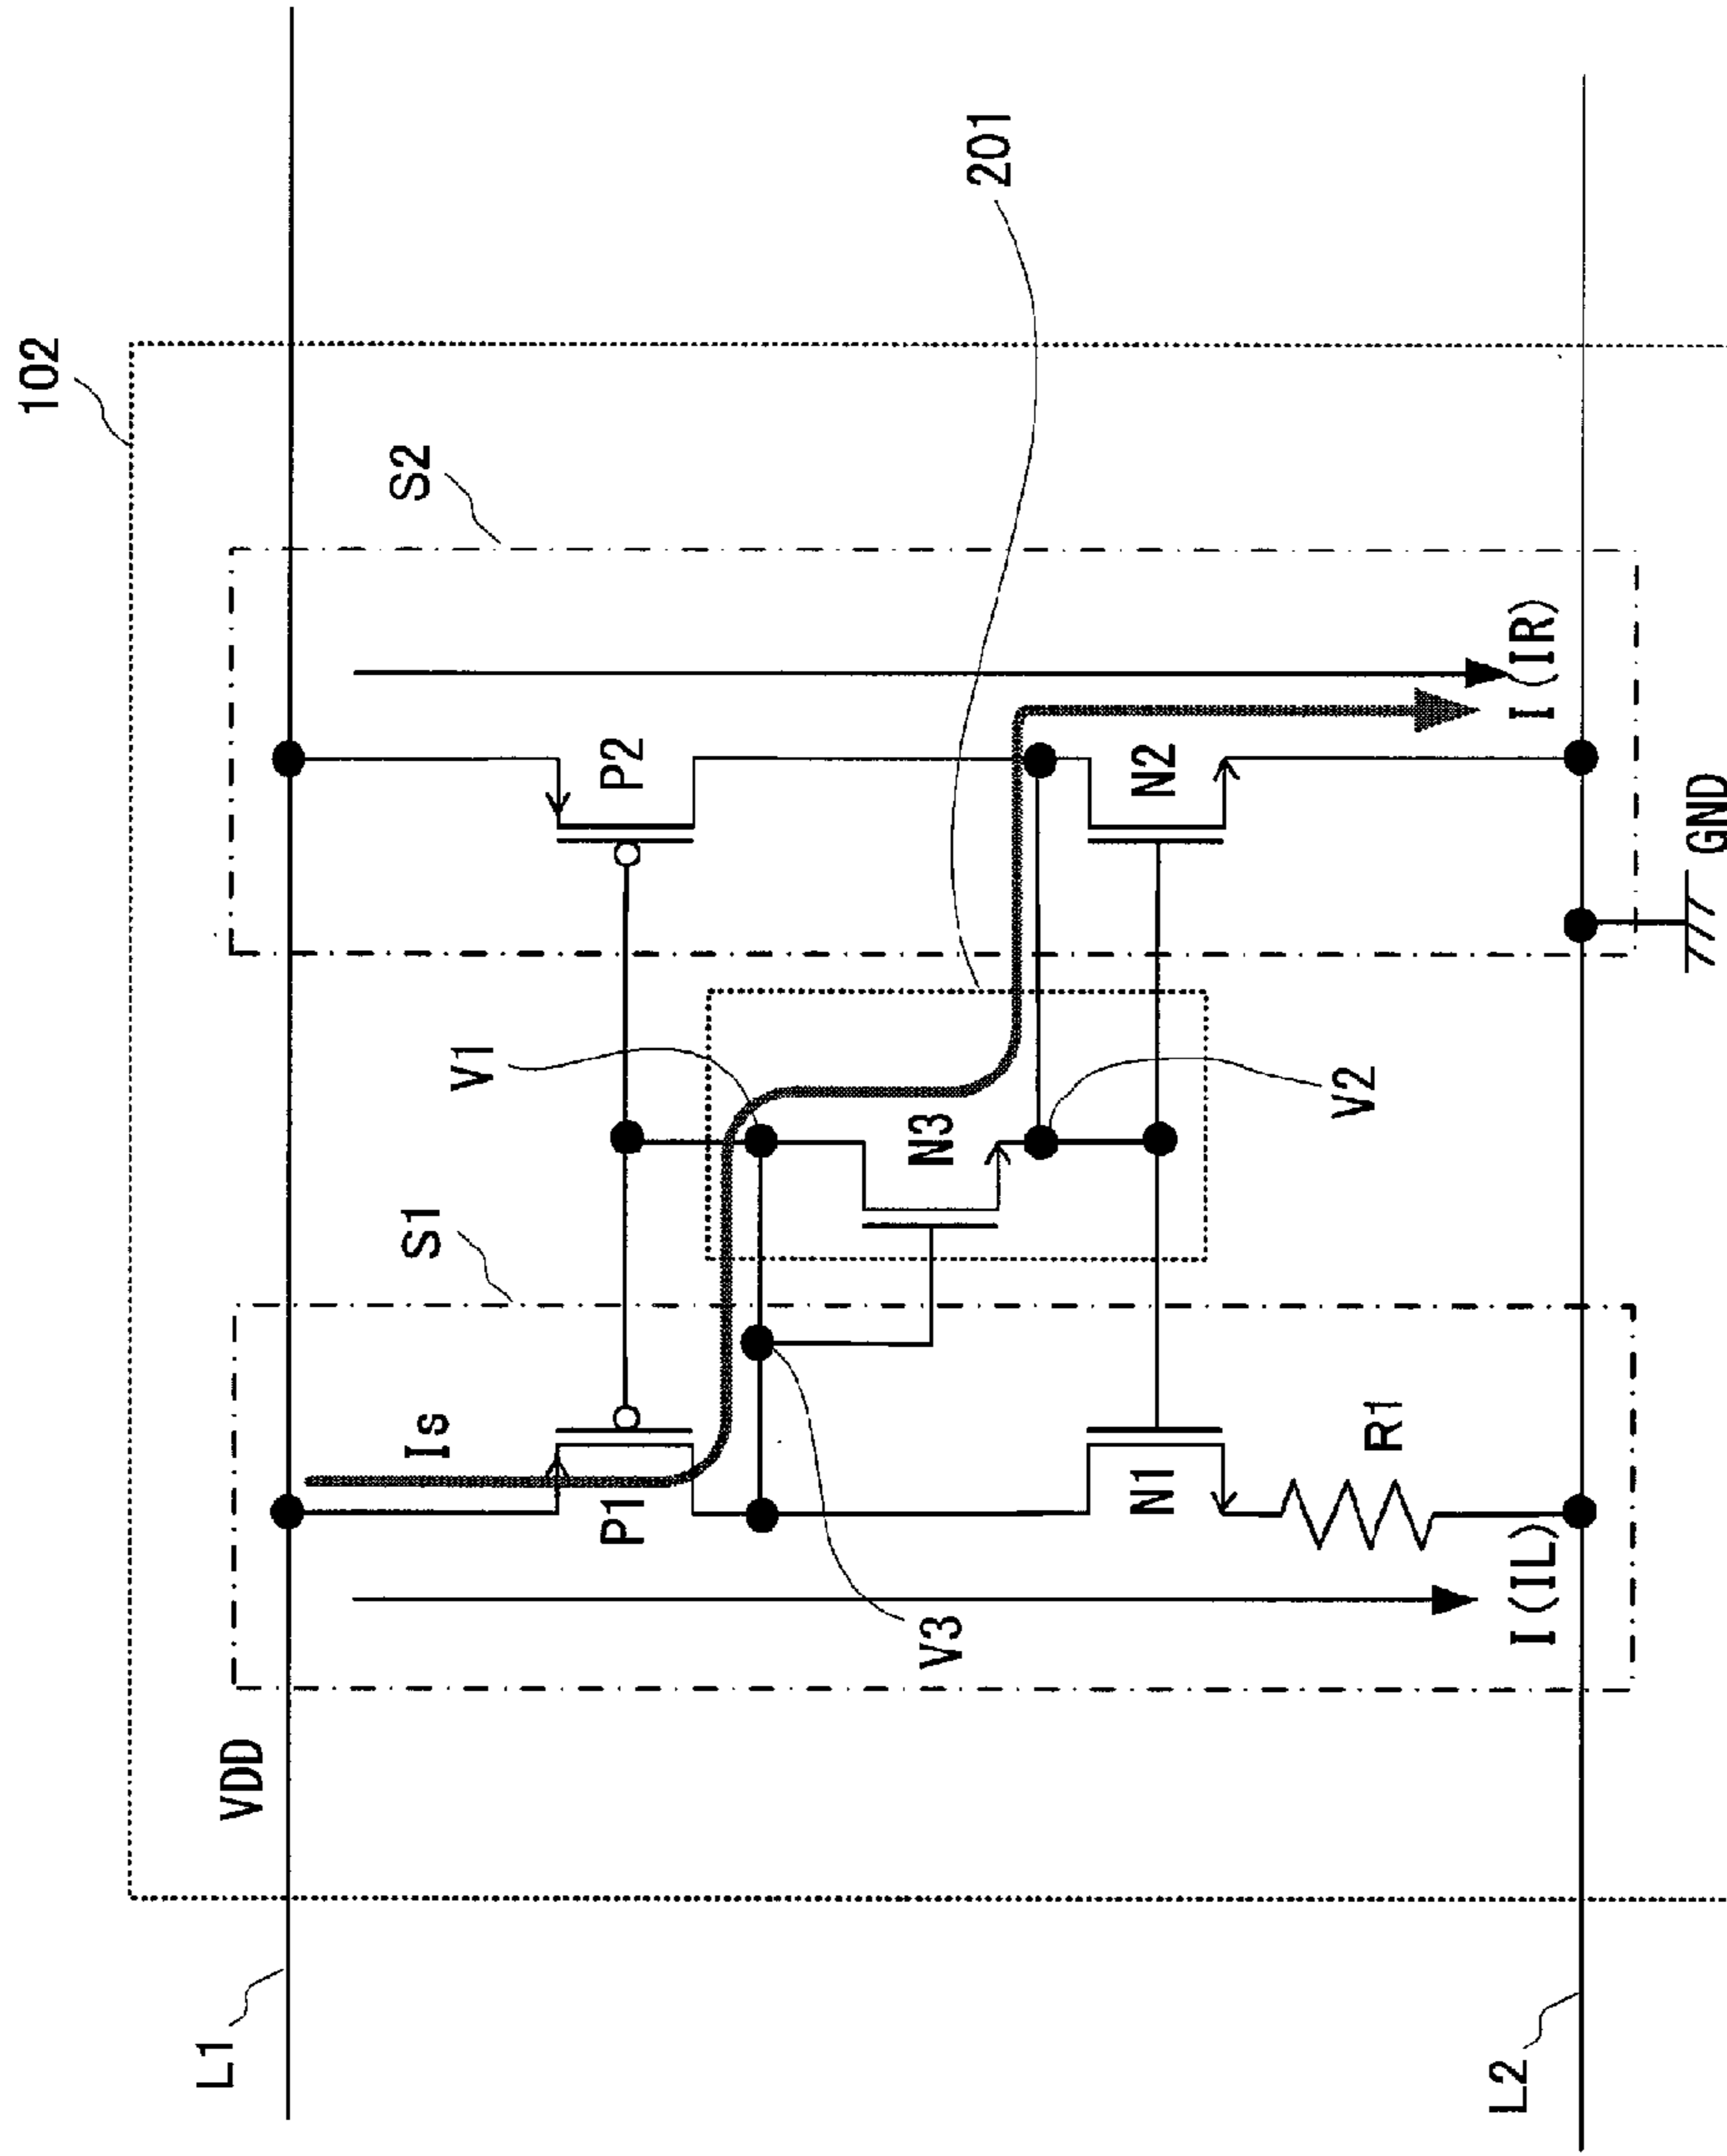 102
S2
S1
V1
201
L1
VDD
Is
P1
P2
N3
V3
V2
N1
N2
R1
I(IL)
I(IR)
L2
GND